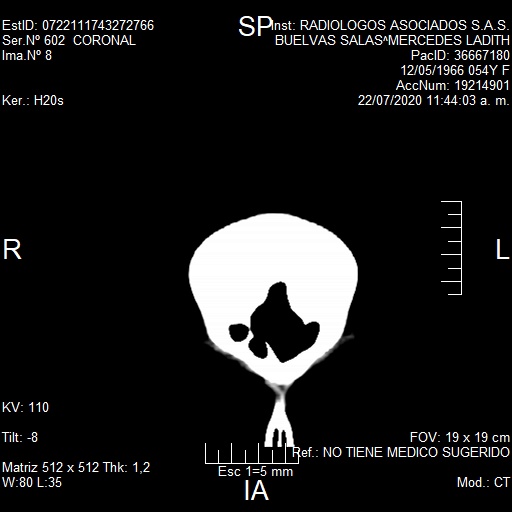 EstID: 0722111743272766
Ser.Nº 602 CORONAL
Ima.Nº 8
Ker.: H20s
SP
Inst: RADIOLOGOS ASOCIADOS S.A.S.
BUELVAS SALAS^MERCEDES LADITH
PacID: 36667180
12/05/1966 054Y F
AccNum: 19214901
22/07/2020 11:44:03 a. m.
R
L
KV: 110
Tilt: -8
Matriz 512 x 512 Thk: 1,2
W:80 L:35
Esc 1=5 mm
IA
FOV: 19 x 19 cm
Ref.: NO TIENE MEDICO SUGERIDO
Mod.: CT